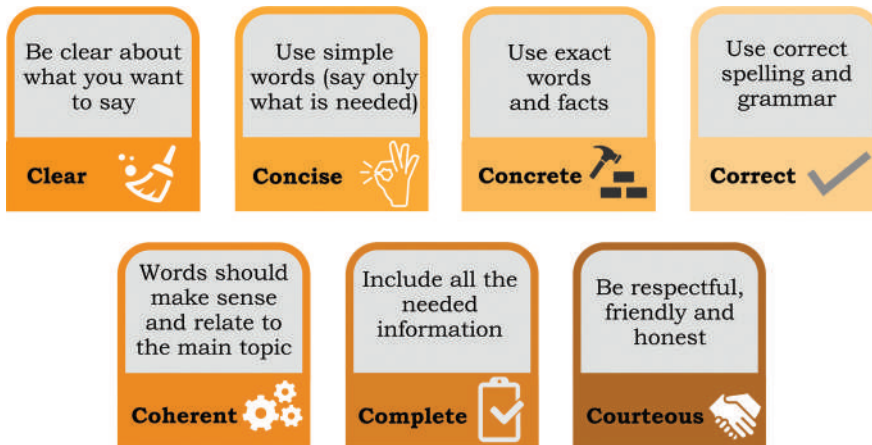 Be clear about
what you want
to say
Clear
Use simple
words (say only
what is needed)
Concise
Use exact
words
and facts
Concrete
Use correct
spelling and
grammar
Correct
Words should
make sense
and relate to
the main topic
Coherent
Include all the
needed
information
Complete
Be respectful,
friendly and
honest
Courteous